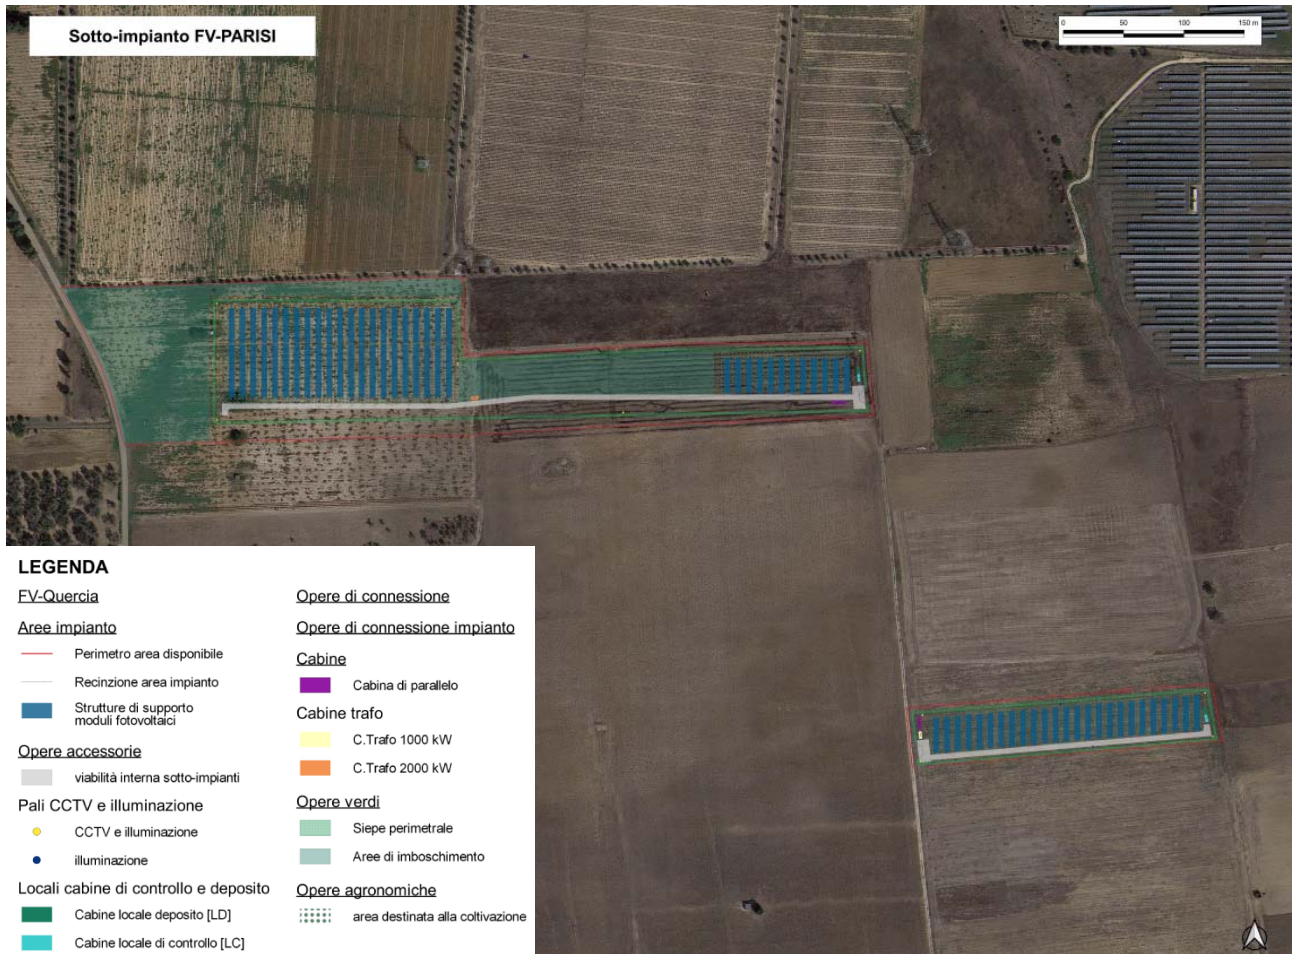 Sotto-impianto FV-PARISI
0 50 100 150 m
LEGENDA
FV-Quercia
Aree impianto
Perimetro area disponibile
Recinzione area impianto
Strutture di supporto
moduli fotovoltaici
Opere accessorie
viabilità interna sotto-impianti
Pali CCTV e illuminazione
CCTV e illuminazione
illuminazione
Locali cabine di controllo e deposito
Cabine locale deposito [LD]
Cabine locale di controllo [LC]
Opere di connessione
Opere di connessione impianto
Cabine
Cabina di parallelo
Cabine trafo
C.Trafo 1000 kW
C.Trafo 2000 kW
Opere verdi
Siepe perimetrale
Aree di imboschimento
Opere agronomiche
area destinata alla coltivazione